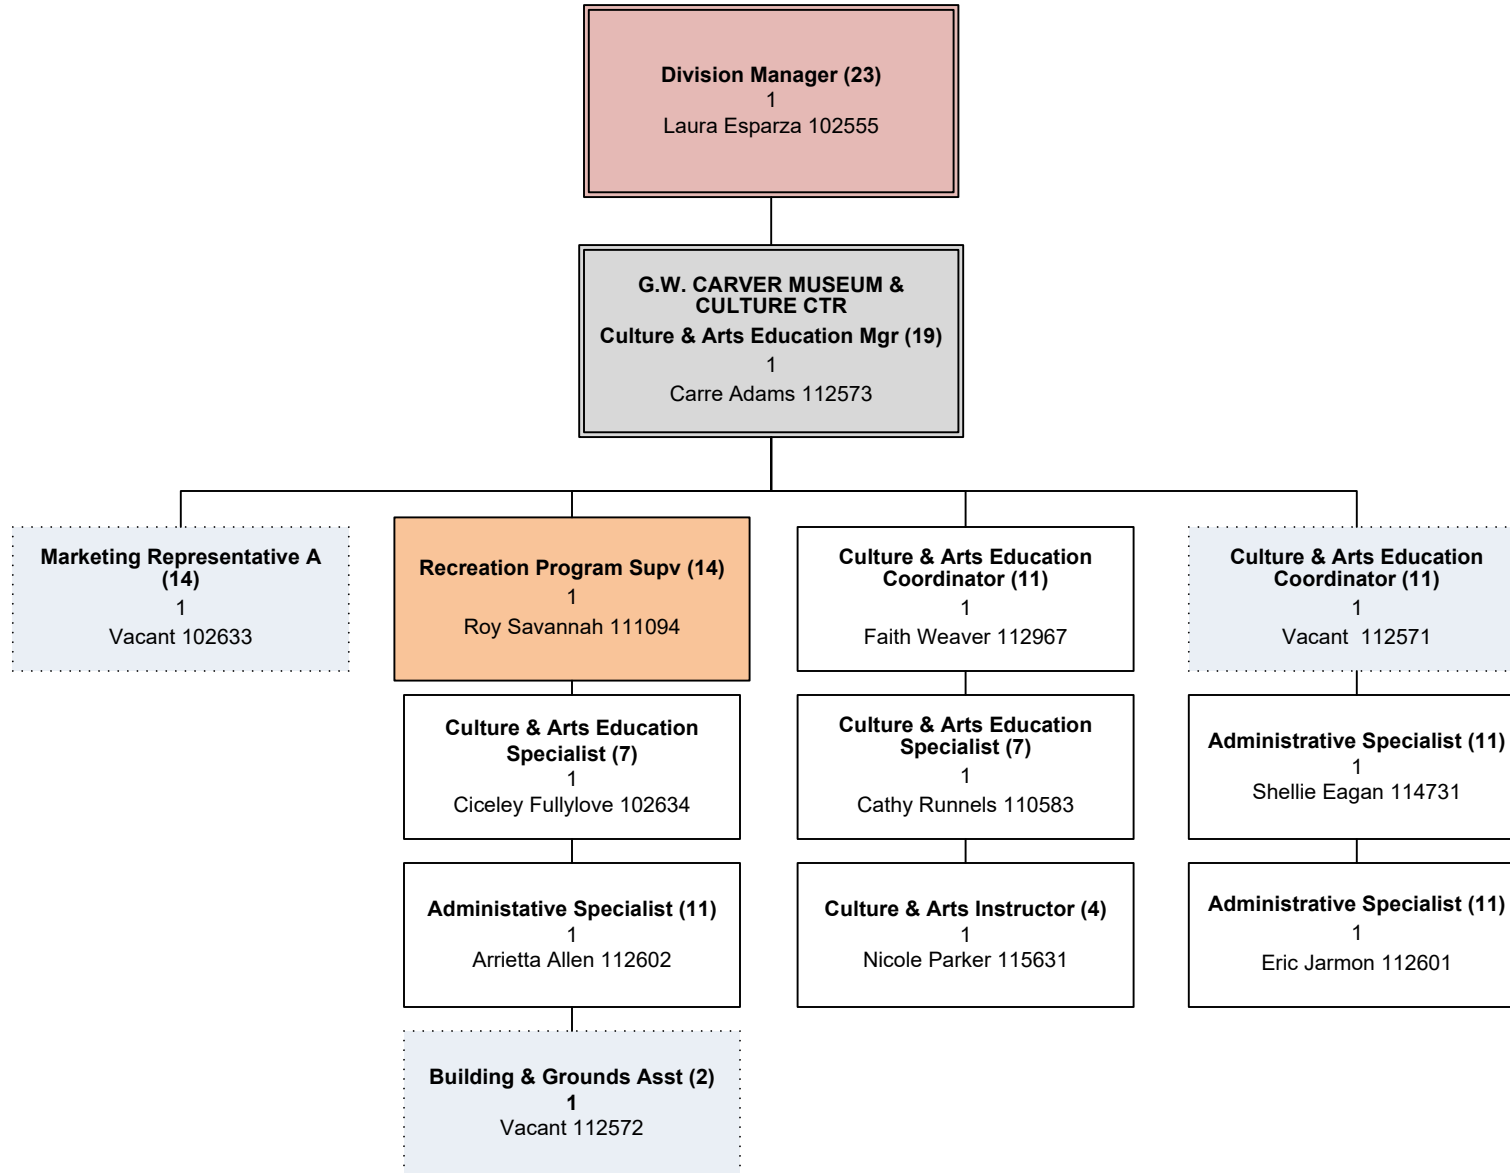 Division Manager (23)
1
Laura Esparza 102555
G.W. CARVER MUSEUM &
CULTURE CTR
Culture & Arts Education Mgr (19)
1
Carre Adams 112573
Marketing Representative A
(14)
1
Vacant 102633
Recreation Program Supv (14)
1
Roy Savannah 111094
Culture & Arts Education
Coordinator (11)
1
Faith Weaver 112967
Culture & Arts Education
Coordinator (11)
1
Vacant 112571
Culture & Arts Education
Specialist (7)
1
Ciceley Fullylove 102634
Culture & Arts Education
Specialist (7)
1
Cathy Runnels 110583
Administrative Specialist (11)
1
Shellie Eagan 114731
Administative Specialist (11)
1
Arrietta Allen 112602
Culture & Arts Instructor (4)
1
Nicole Parker 115631
Administrative Specialist (11)
1
Eric Jarmon 112601
Building & Grounds Asst (2)
1
Vacant 112572